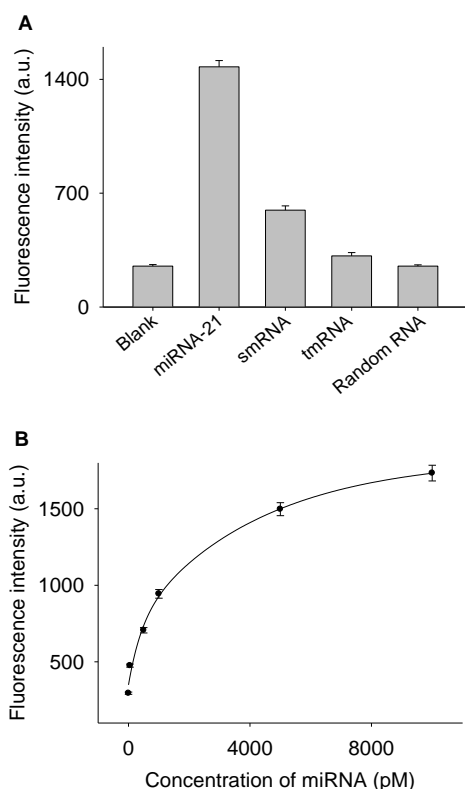 A
Fluorescence intensity (a.u.)
1400
700
0
Blank
miRNA-21
smRNA
tmRNA
Random RNA
B
Fluorescence intensity (a.u.)
1500
1000
500
0 4000 8000
Concentration of miRNA (pM)